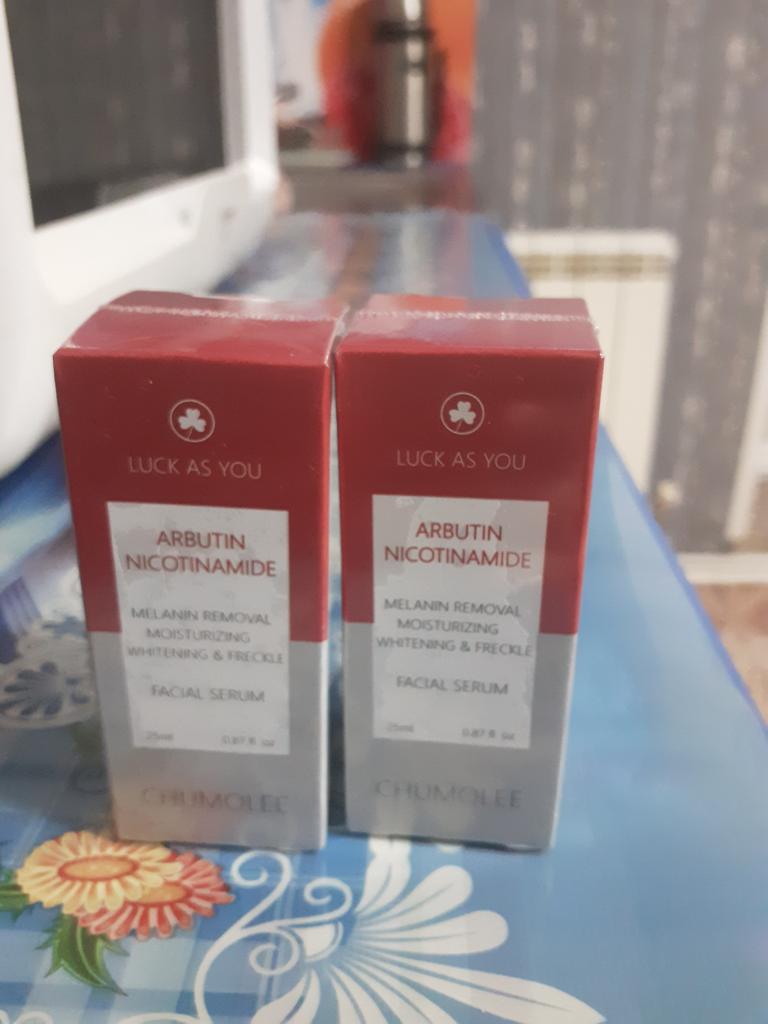 LUCK AS YOU
ARBUTIN
NICOTINAMIDE
MELANIN REMOVAL
MOISTURIZING
WHITENING & FRECKLE
FACIAL SERUM
25ml 0.87 fl oz
CHUMOLEE
LUCK AS YOU
ARBUTIN
NICOTINAMIDE
MELANIN REMOVAL
MOISTURIZING
WHITENING & FRECKLE
FACIAL SERUM
25ml 0.87 fl oz
CHUMOLEE